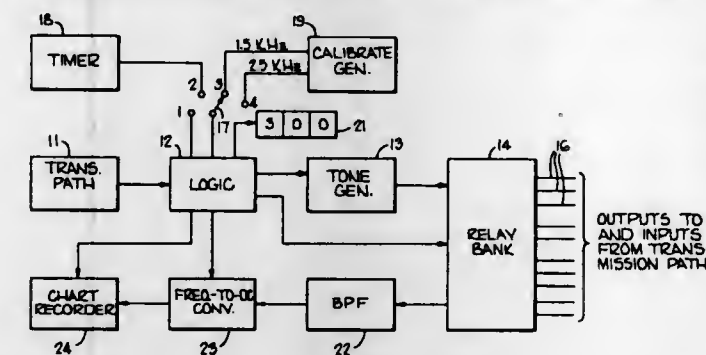 18
TIMER
19
CALIBRATE
GEN.
1.5 KHz
25 KHz
2
3
1
4
17
3 0 0
21
11
TRANS.
PATH
12
LOGIC
13
TONE
GEN.
14
RELAY
BANK
16
OUTPUTS TO
AND INPUTS
FROM TRANS-
MISSION PATH
CHART
RECORDER
24
FREQ-TO-DC
CONV.
23
BPF
22